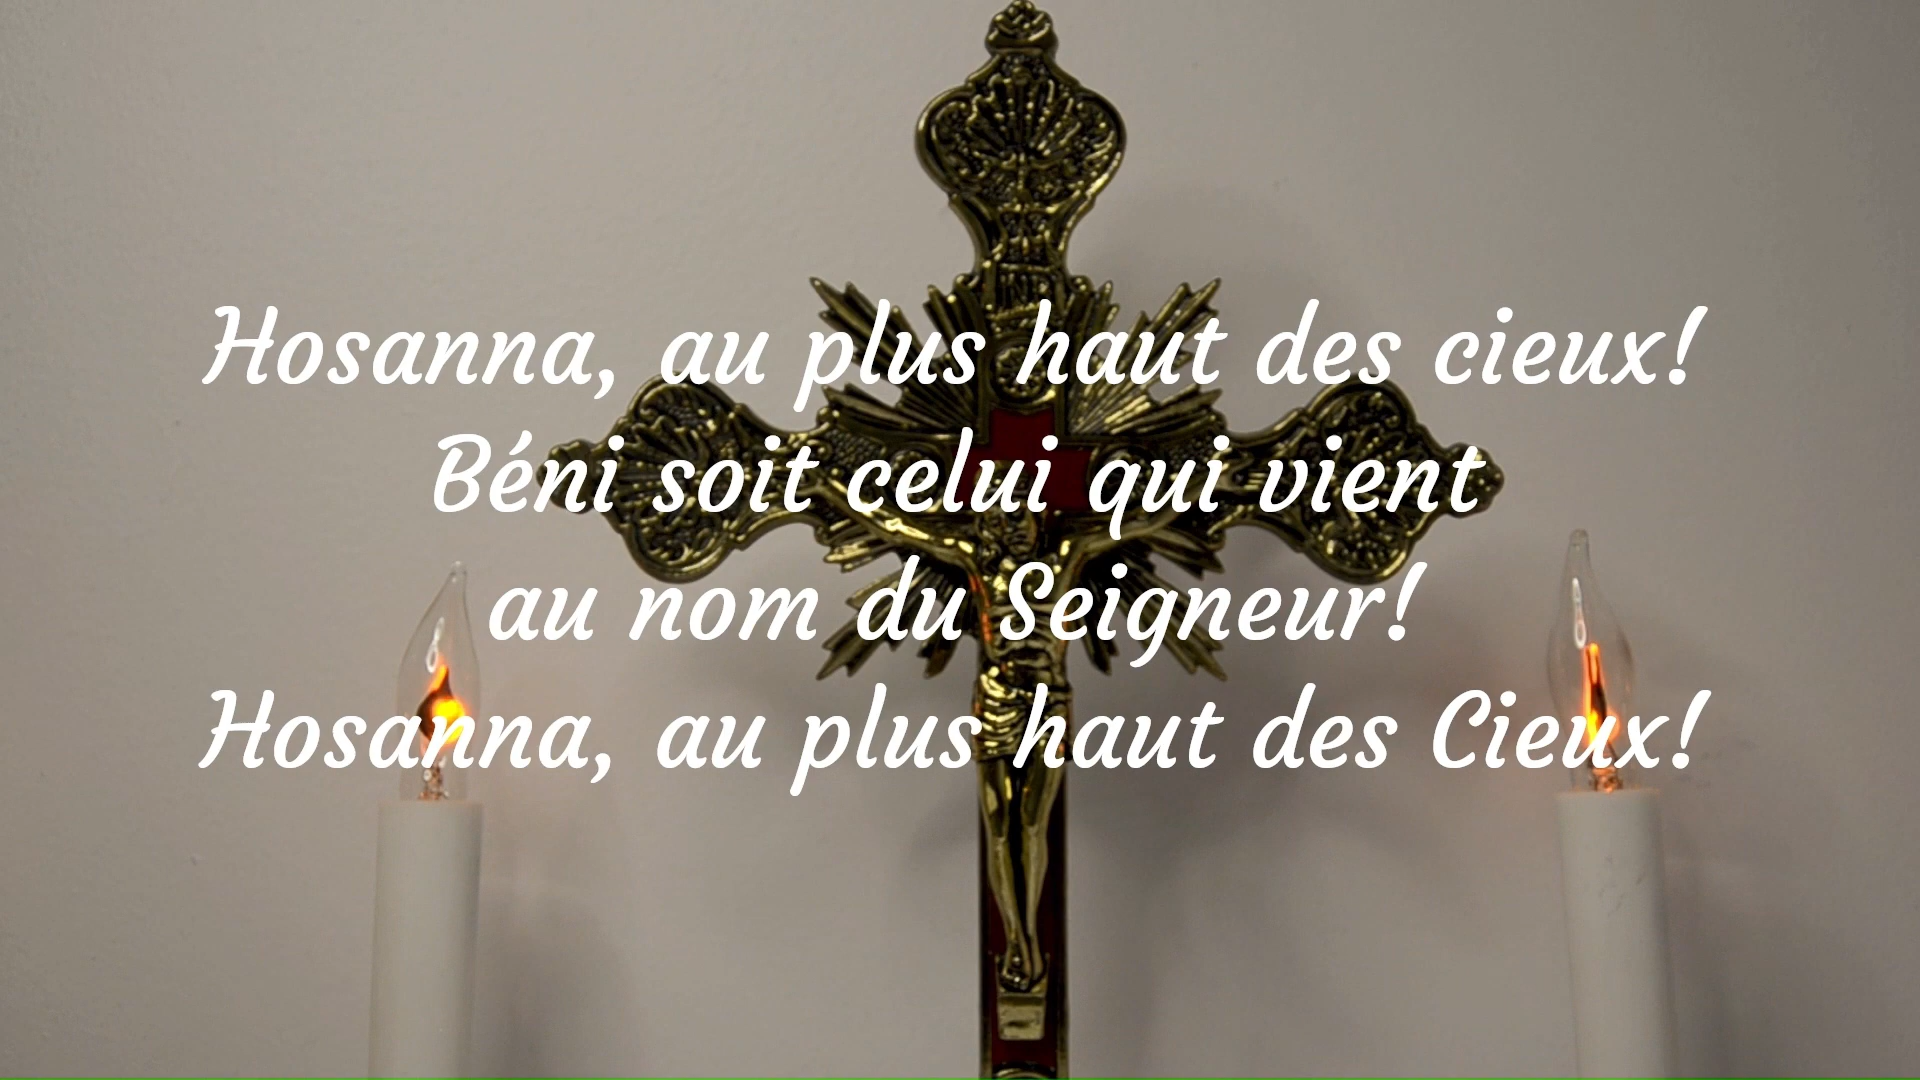 INRI
Hosanna, au plus haut des cieux!
Béni soit celui qui vient
au nom du Seigneur!
Hosanna, au plus haut des Cieux!